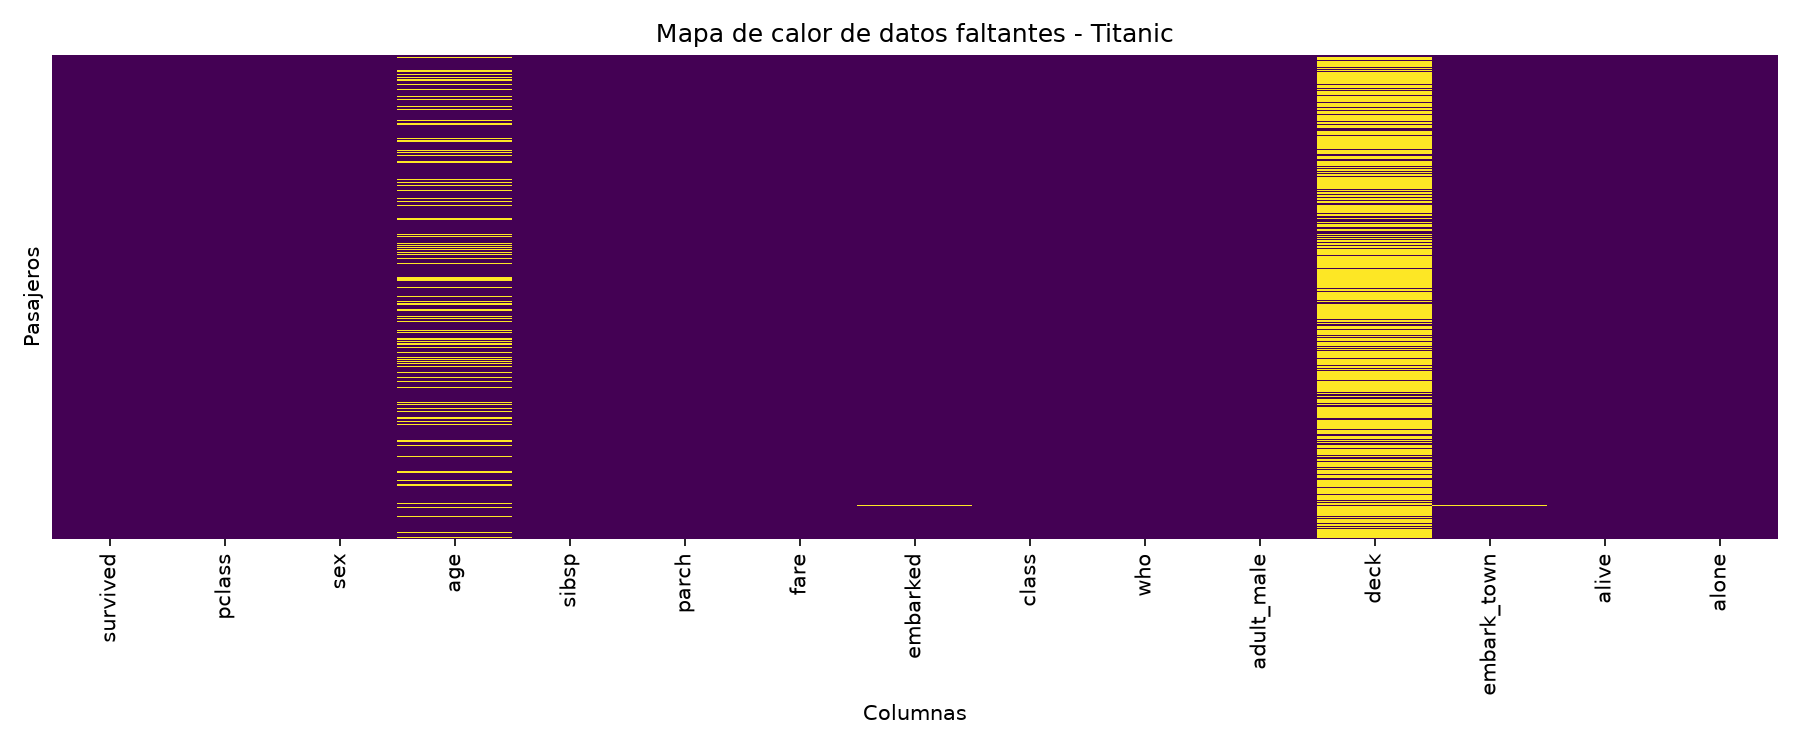 Mapa de calor de datos faltantes - Titanic
Pasajeros
survived
pclass
sex
age
sibsp
parch
fare
embarked
class
who
adult_male
deck
embark_town
alive
alone
Columnas